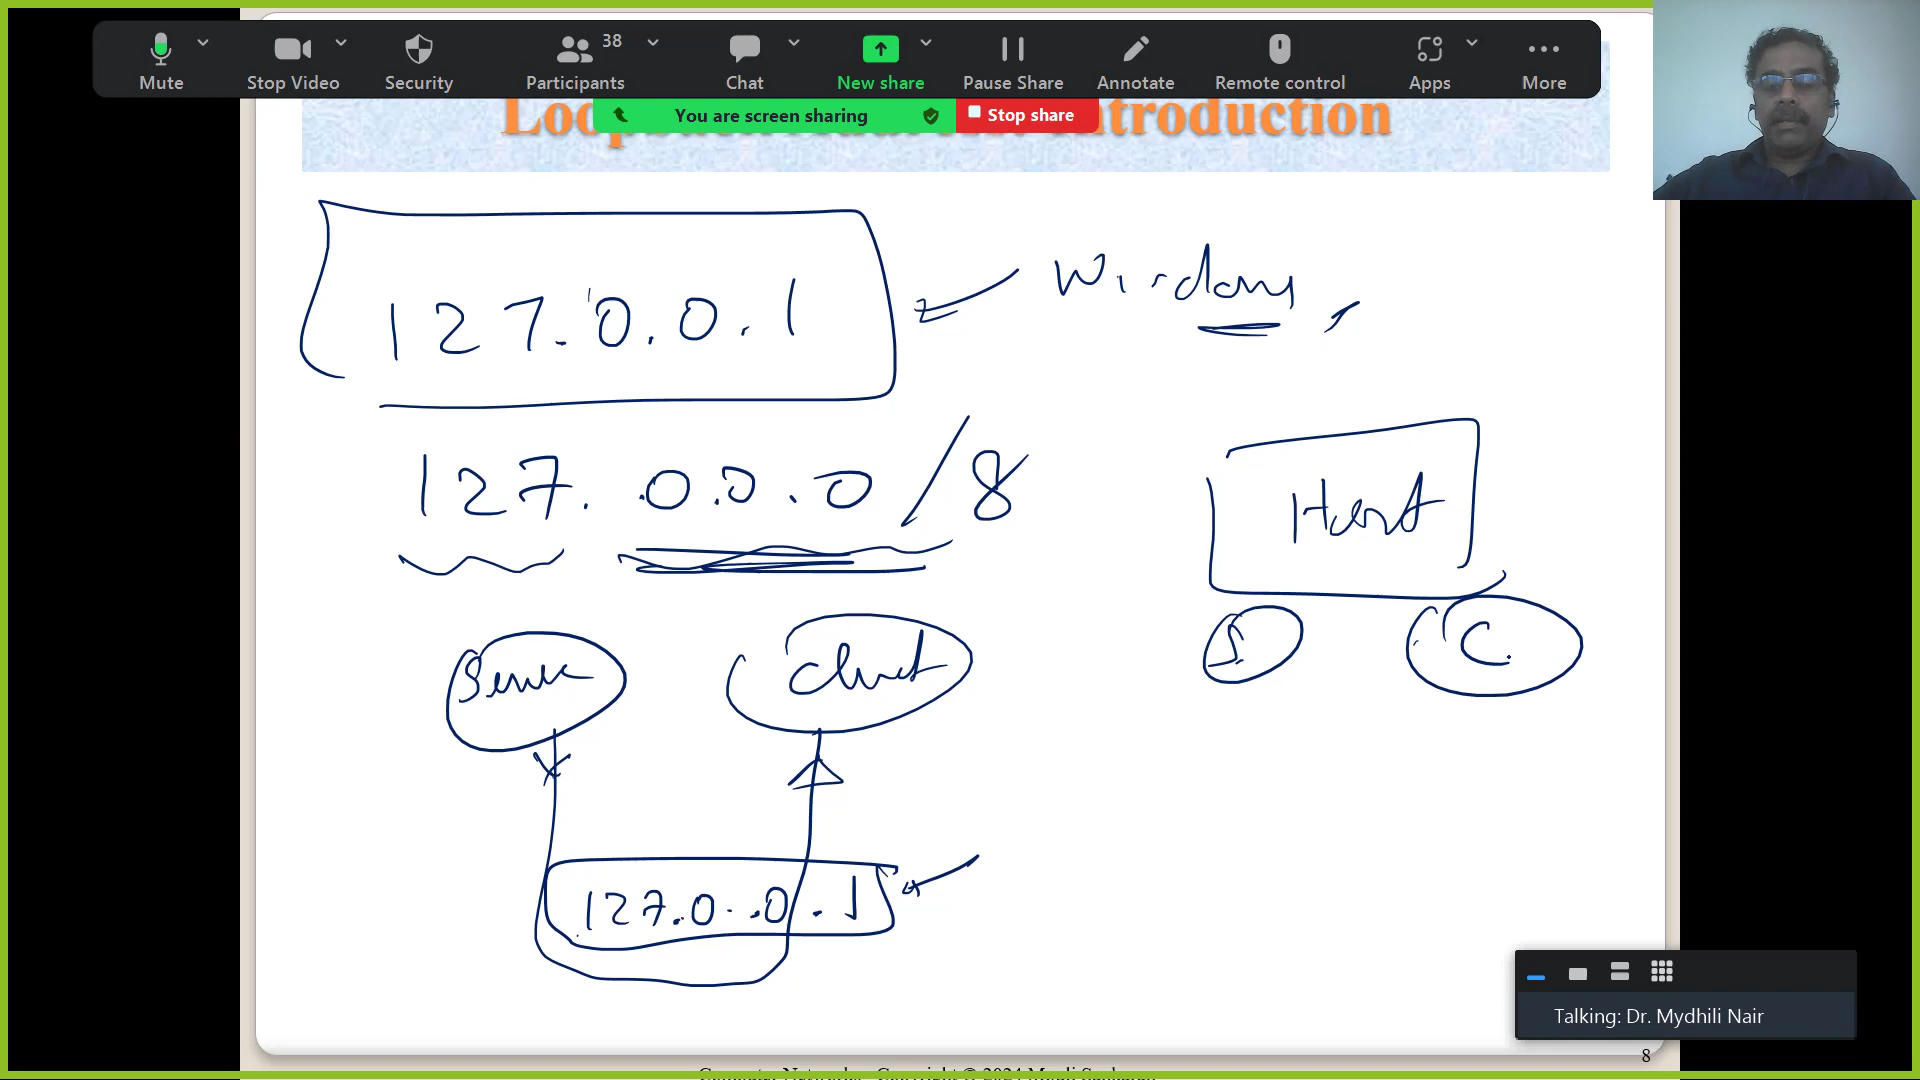 38
Mute
Stop Video
Security
Participants
Chat
New share
Pause Share
Annotate
Remote control
Apps
More
You are screen sharing
Stop share
Introduction
127.0.0.1
Windows,
127.0.0.0/8
Host
Server
Client
S
C
127.0.0.1
Talking: Dr. Mydhili Nair
8